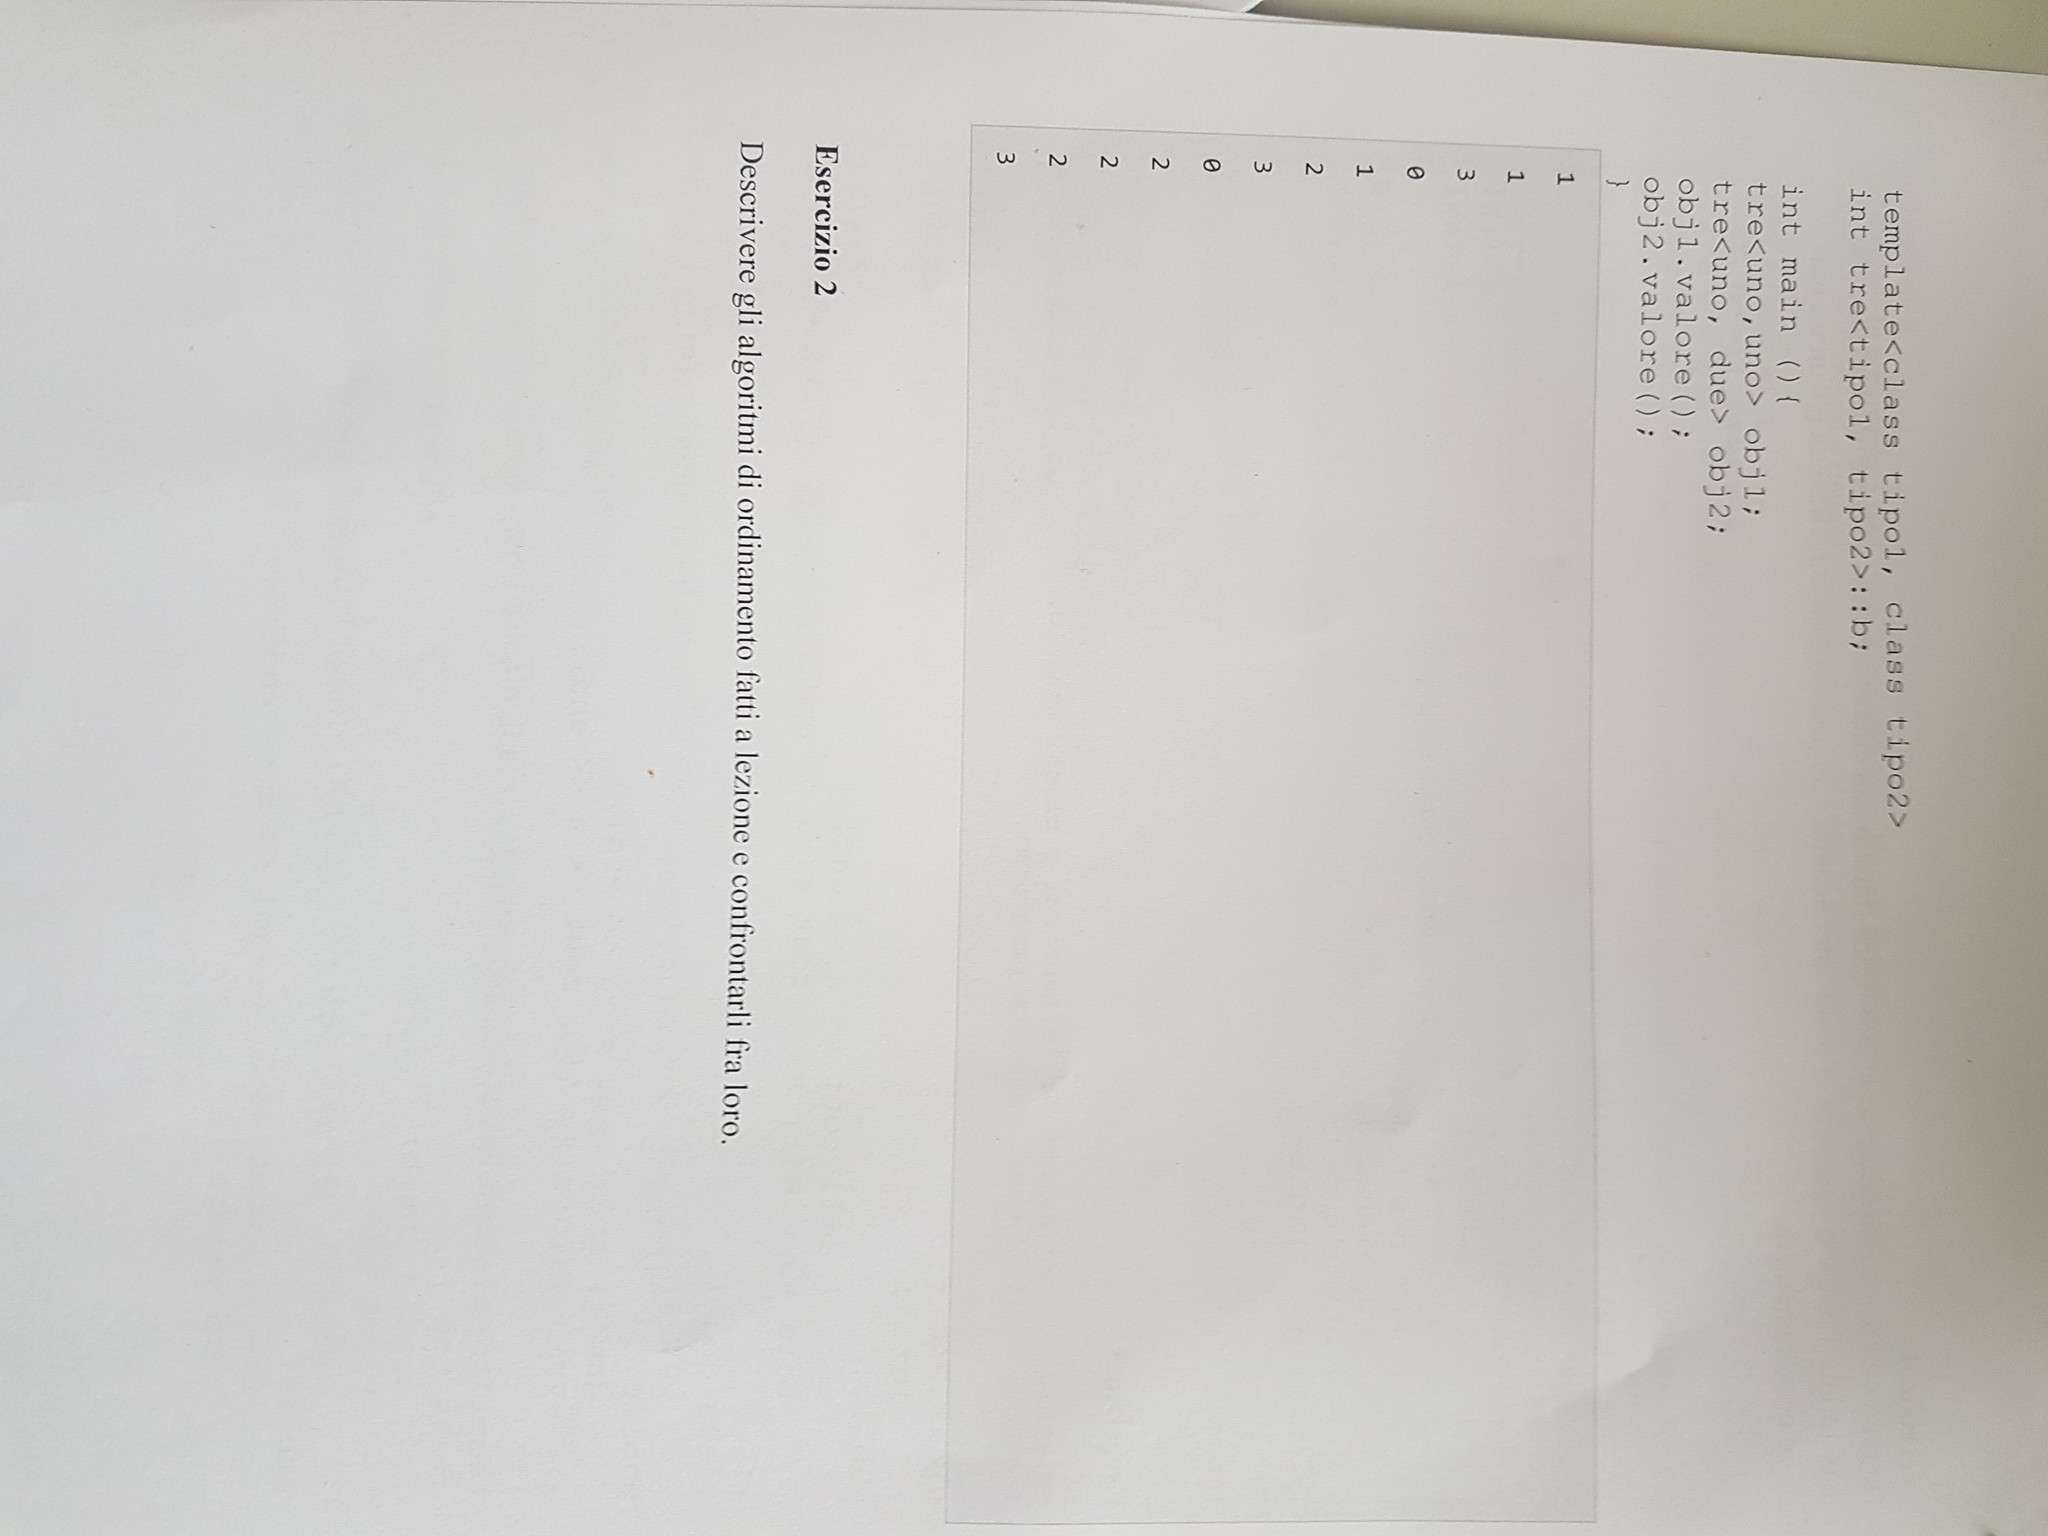 template<class tipo1, class tipo2>
int tre<tipo1, tipo2>::b;
int main () {
tre<uno,uno> obj1;
tre<uno, due> obj2;
obj1.valore();
obj2.valore();
}
1
1
3
0
1
2
3
0
2
2
2
3
Esercizio 2
Descrivere gli algoritmi di ordinamento fatti a lezione e confrontarli fra loro.